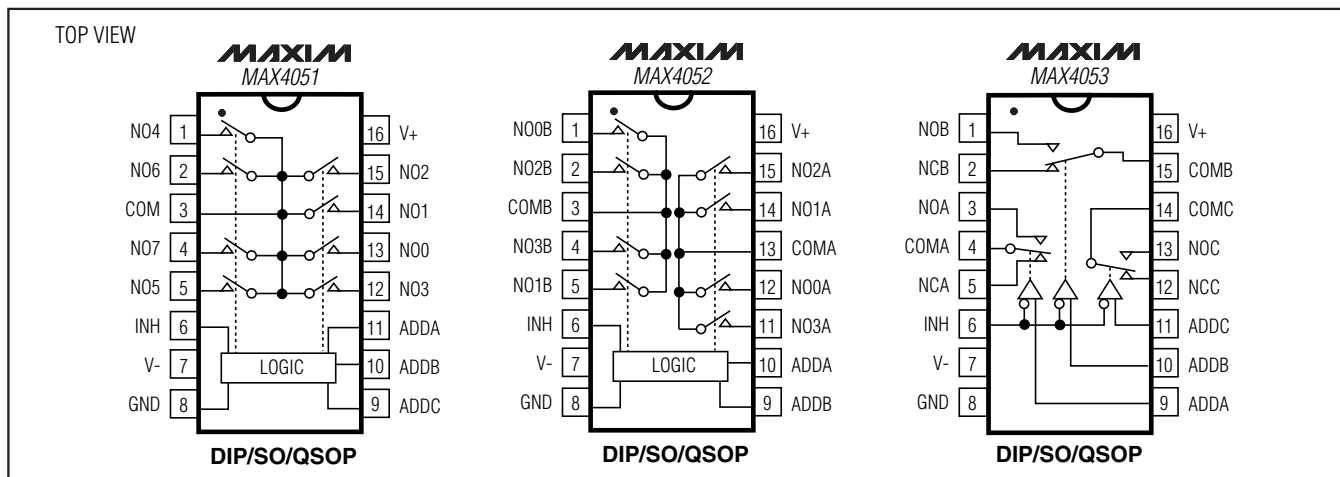 TOP VIEW
MAXIM
MAX4051
NO4 1
NO6 2
COM 3
NO7 4
NO5 5
INH 6
V- 7
GND 8
16 V+
15 NO2
14 NO1
13 NO0
12 NO3
11 ADDA
10 ADDB
9 ADDC
LOGIC
DIP/SO/QSOP
MAXIM
MAX4052
NO0B 1
NO2B 2
COMB 3
NO3B 4
NO1B 5
INH 6
V- 7
GND 8
16 V+
15 NO2A
14 NO1A
13 COMA
12 NO0A
11 NO3A
10 ADDA
9 ADDB
LOGIC
DIP/SO/QSOP
MAXIM
MAX4053
NOB 1
NCB 2
NOA 3
COMA 4
NCA 5
INH 6
V- 7
GND 8
16 V+
15 COMB
14 COMC
13 NOC
12 NCC
11 ADDC
10 ADDB
9 ADDA
DIP/SO/QSOP